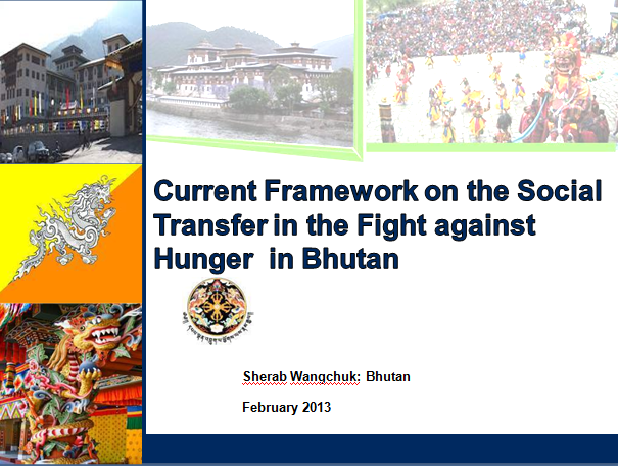 Current Framework on the Social
Transfer in the Fight against
Hunger  in Bhutan
Sherab Wangchuk: Bhutan
February 2013